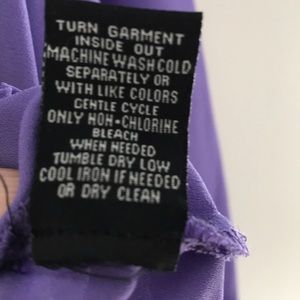 TURN GARMENT
INSIDE OUT
MACHINE WASH COLD
SEPARATELY OR
WITH LIKE COLORS
GENTLE CYCLE
ONLY NON-CHLORINE
BLEACH
WHEN NEEDED
TUMBLE DRY LOW
COOL IRON IF NEEDED
OR DRY CLEAN